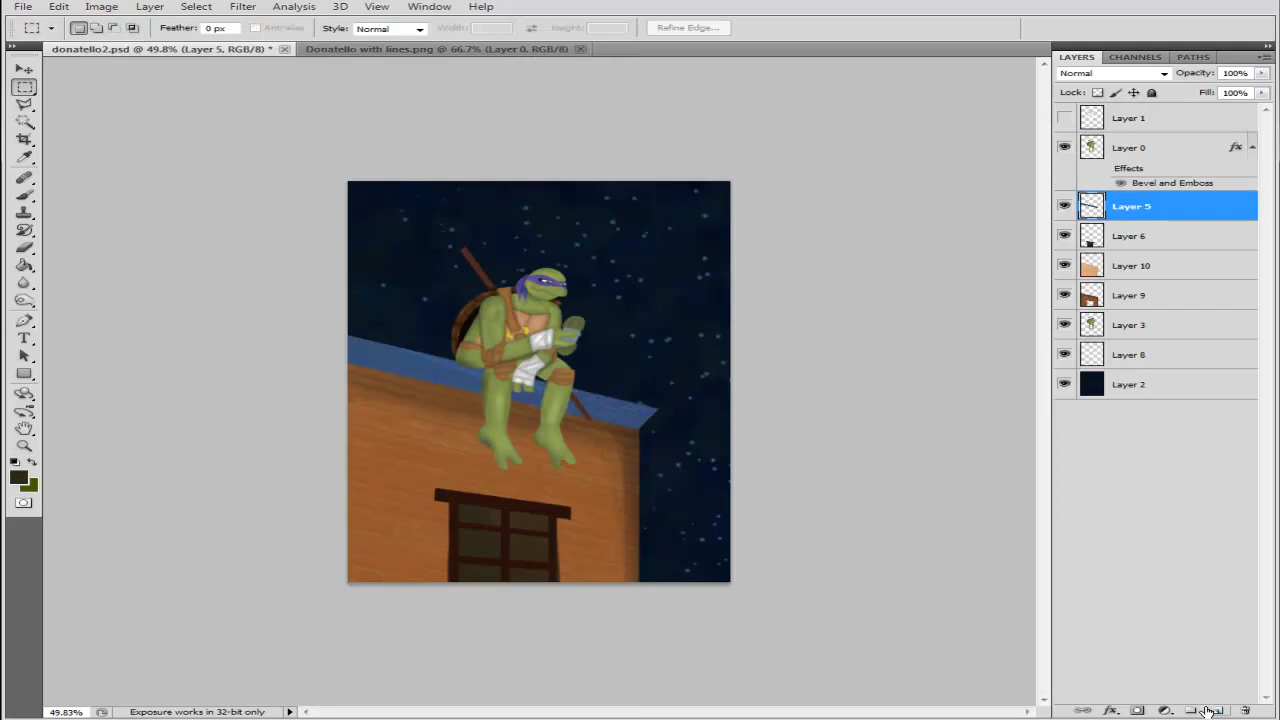 File Edit Image Layer Select Filter Analysis 3D View Window Help
Feather: 0 px Anti-alias Style: Normal Width: Height: Refine Edge...
donatello2.psd @ 49.8% (Layer 5, RGB/8) * Donatello with lines.png @ 66.7% (Layer 0, RGB/8)
LAYERS CHANNELS PATHS
Normal Opacity: 100%
Lock: Fill: 100%
Layer 1
Layer 0 fx
Effects
Bevel and Emboss
Layer 5
Layer 6
Layer 10
Layer 9
Layer 3
Layer 8
Layer 2
49.83% Exposure works in 32-bit only
fx